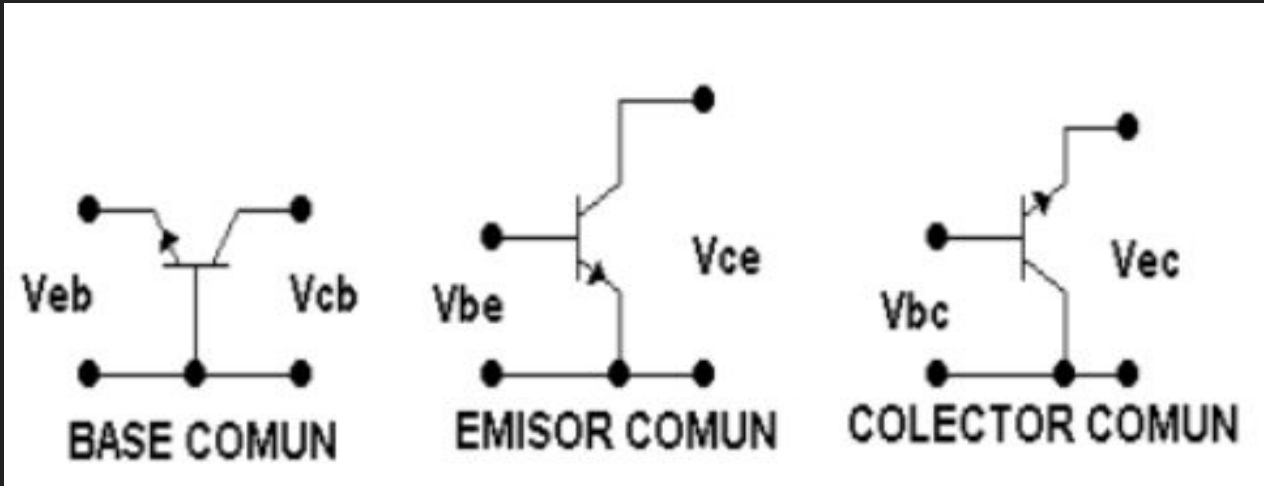 Veb
Vcb
BASE COMUN
Vbe
Vce
EMISOR COMUN
Vbc
Vec
COLECTOR COMUN